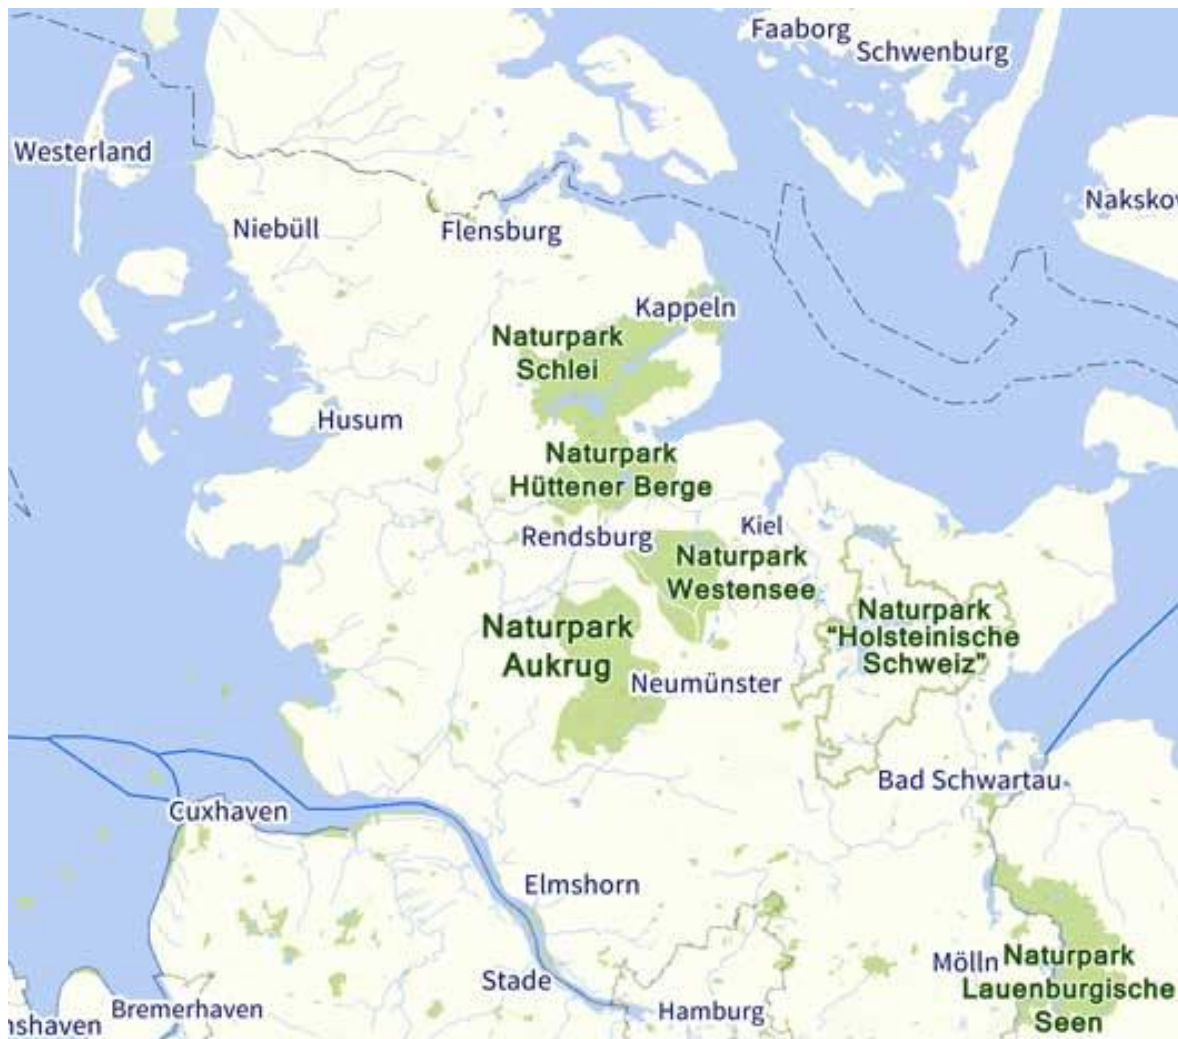 Faaborg
Schwenburg
Westerland
Nakskov
Niebüll
Flensburg
Kappeln
Naturpark
Schlei
Husum
Naturpark
Hüttener Berge
Rendsburg
Kiel
Naturpark
Westensee
Naturpark
"Holsteinische
Schweiz"
Naturpark
Aukrug
Neumünster
Bad Schwartau
Cuxhaven
Elmshorn
Mölln
Naturpark
Lauenburgische
Seen
Stade
Hamburg
Bremerhaven
nshaven